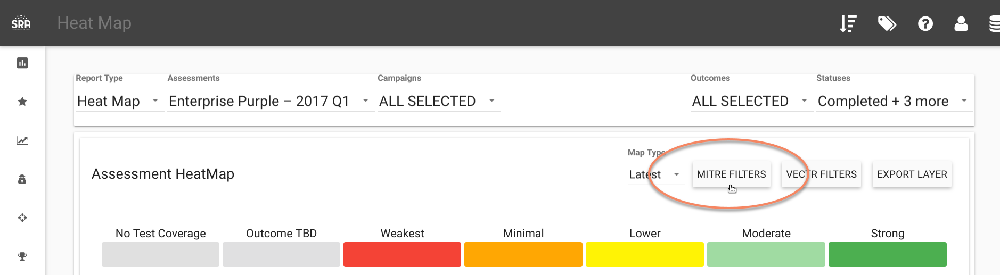 SRA
Heat Map
Report Type
Assessments
Campaigns
Outcomes
Statuses
Heat Map
Enterprise Purple – 2017 Q1
ALL SELECTED
ALL SELECTED
Completed + 3 more
Map Type
Assessment HeatMap
Latest
MITRE FILTERS
VECTR FILTERS
EXPORT LAYER
No Test Coverage
Outcome TBD
Weakest
Minimal
Lower
Moderate
Strong